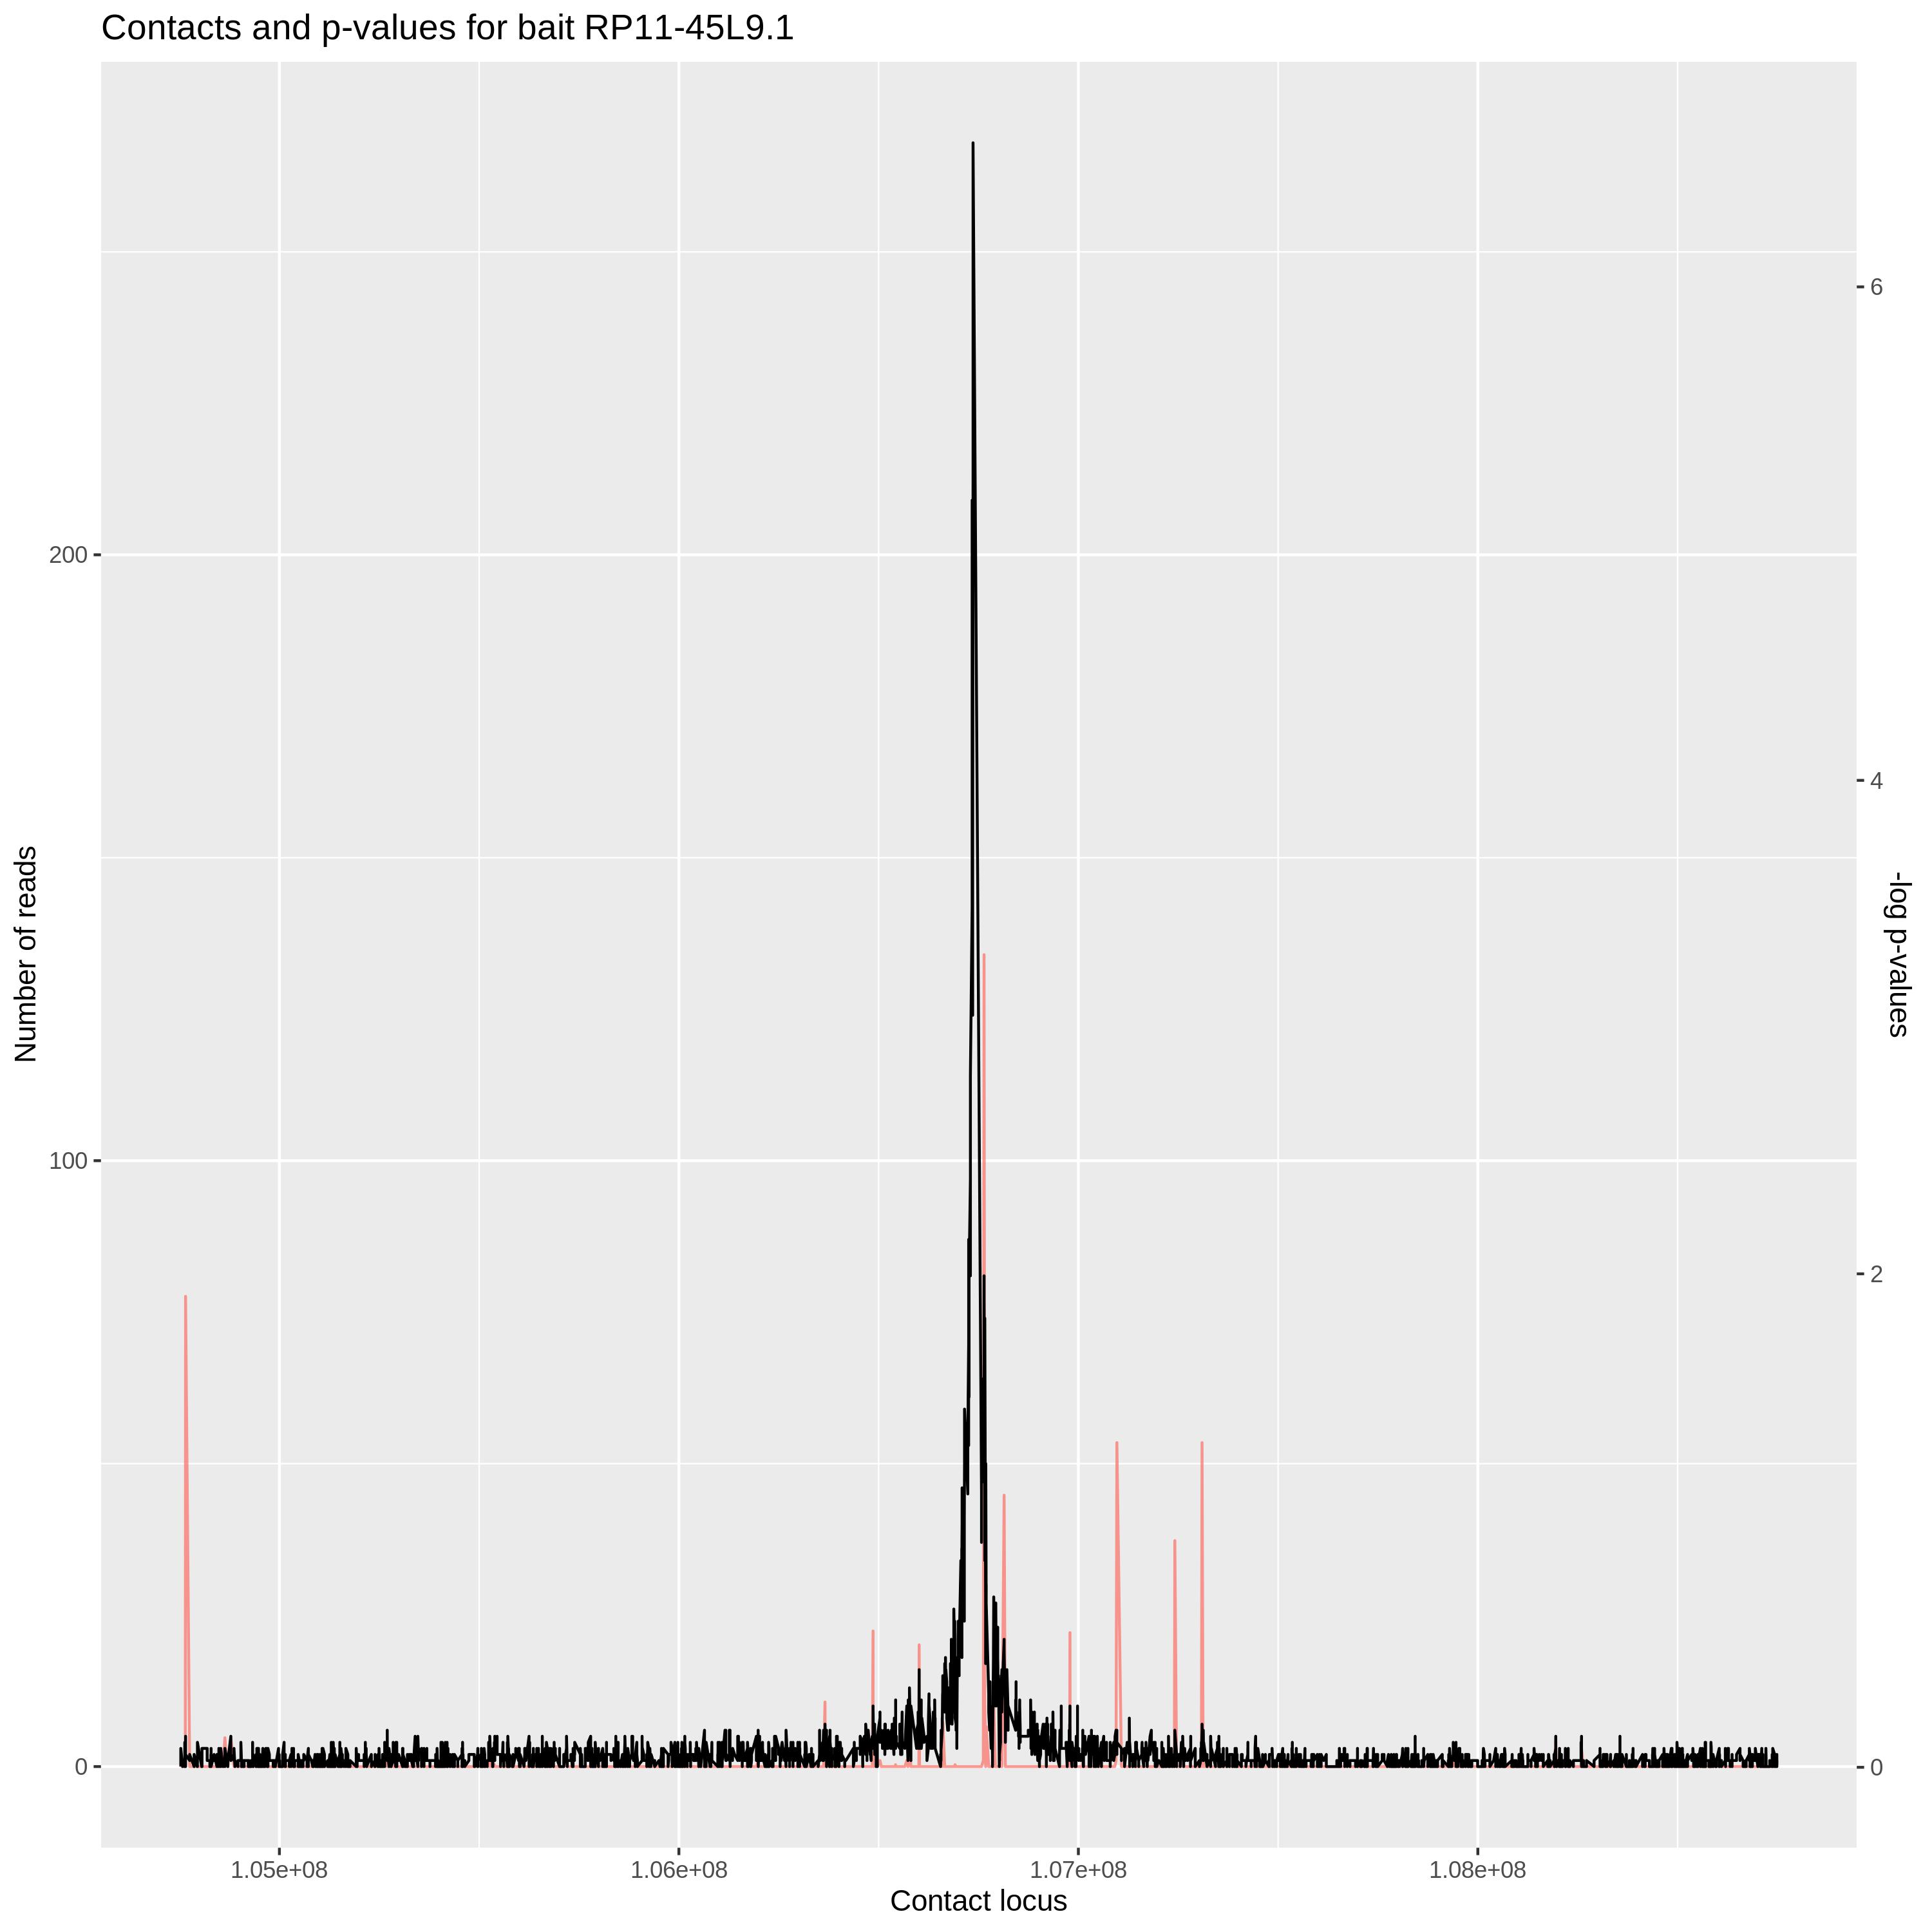 Contacts and p-values for bait RP11-45L9.1
Number of reads
200
100
0
6
4
2
0
-log p-values
1.05e+08
1.06e+08
1.07e+08
1.08e+08
Contact locus